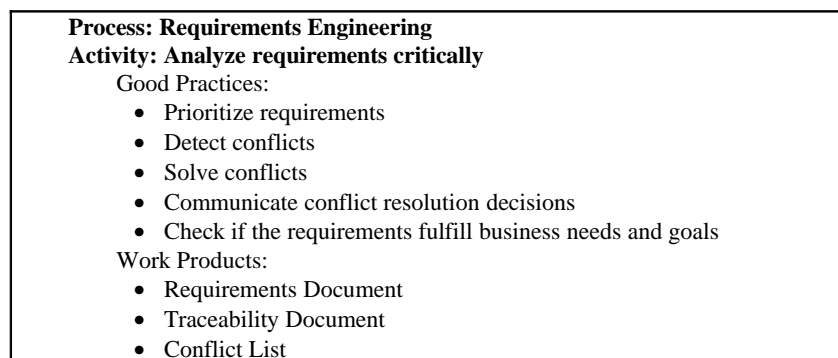 Process: Requirements Engineering
Activity: Analyze requirements critically
Good Practices:
• Prioritize requirements
• Detect conflicts
• Solve conflicts
• Communicate conflict resolution decisions
• Check if the requirements fulfill business needs and goals
Work Products:
• Requirements Document
• Traceability Document
• Conflict List